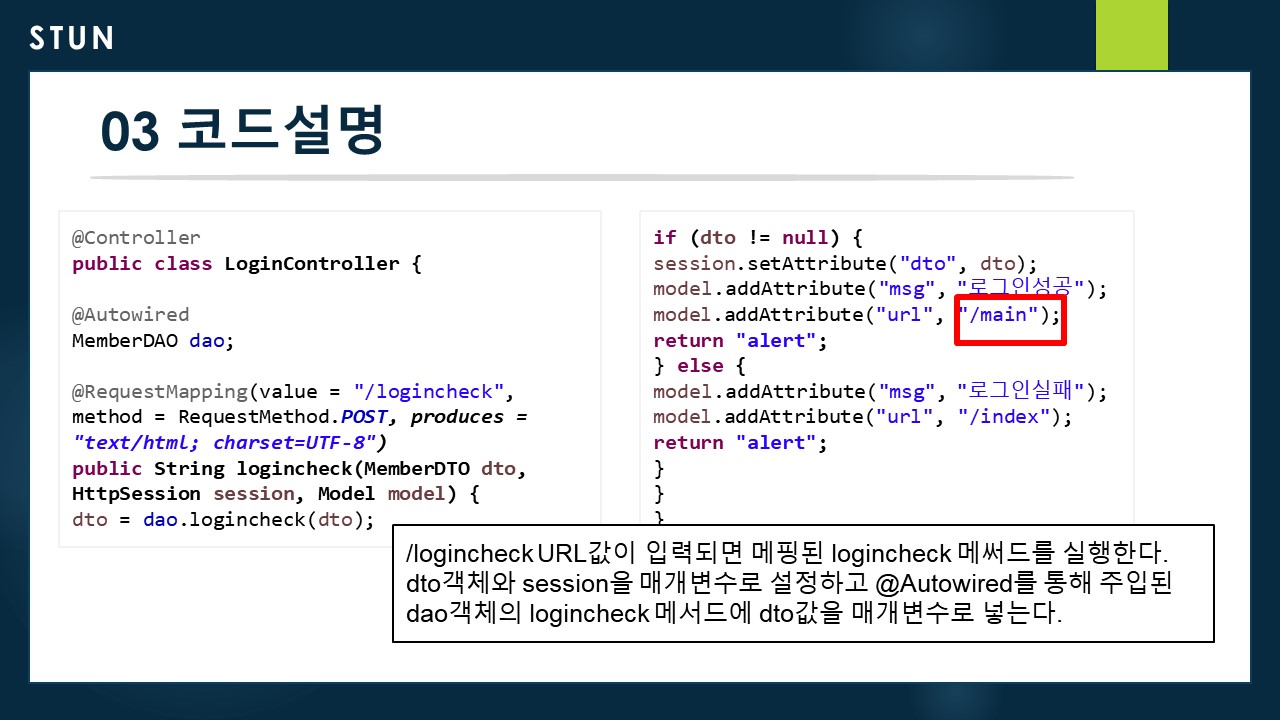 STUN
03 코드설명
@Controller
public class LoginController {
@Autowired
MemberDAO dao;
@RequestMapping(value = "/logincheck",
method = RequestMethod.POST, produces =
"text/html; charset=UTF-8")
public String logincheck(MemberDTO dto,
HttpSession session, Model model) {
dto = dao.logincheck(dto);
if (dto != null) {
session.setAttribute("dto", dto);
model.addAttribute("msg", "로그인성공");
model.addAttribute("url", "/main");
return "alert";
} else {
model.addAttribute("msg", "로그인실패");
model.addAttribute("url", "/index");
return "alert";
}
}
}
/logincheck URL값이 입력되면 메핑된 logincheck 메써드를 실행한다.
dto객체와 session을 매개변수로 설정하고 @Autowired를 통해 주입된
dao객체의 logincheck 메서드에 dto값을 매개변수로 넣는다.